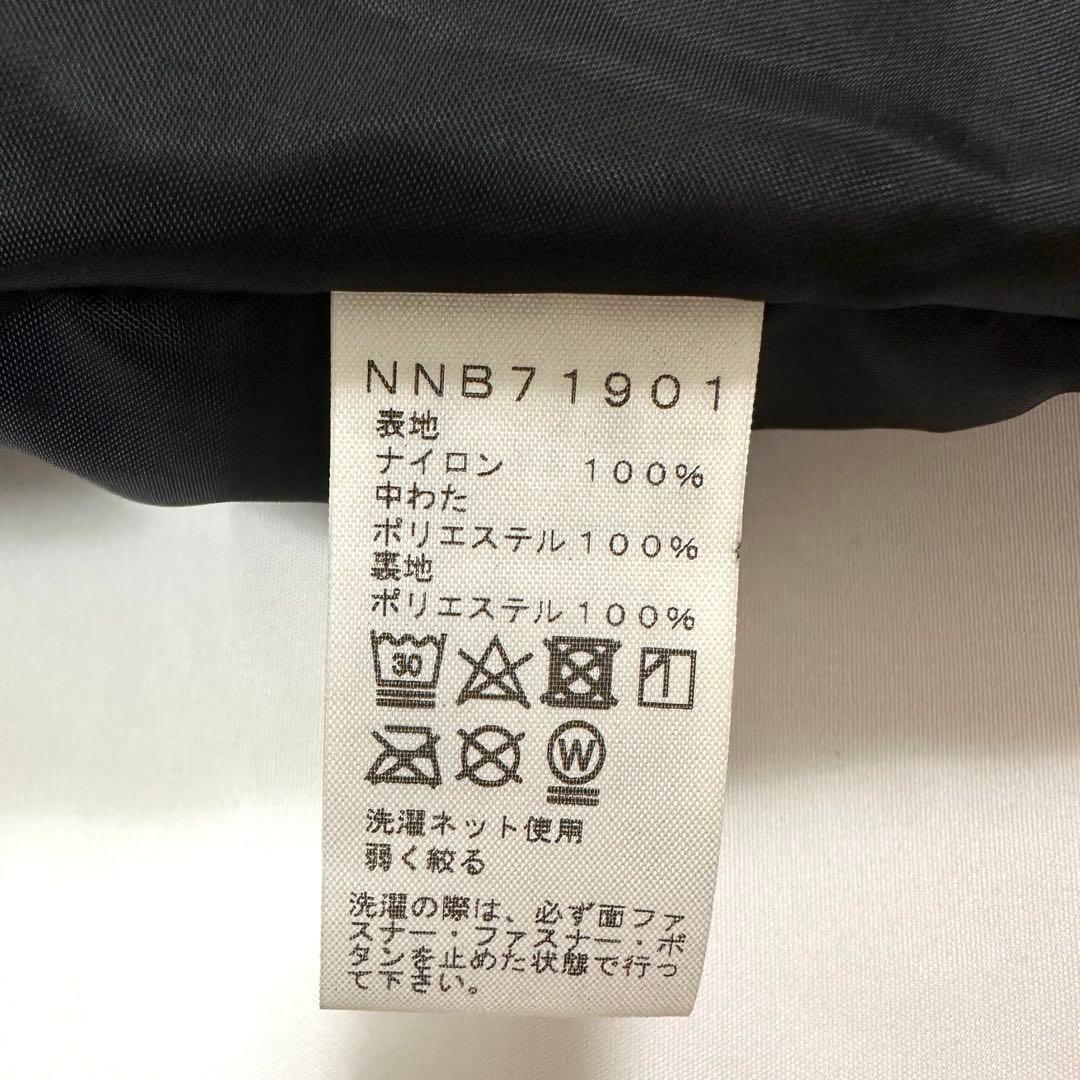 NNB71901
表地
ナイロン 100%
中わた
ポリエステル100%
裏地
ポリエステル100%
30
W
洗濯ネット使用
弱く絞る
洗濯の際は、必ず面ファ
スナー・ファスナー・ボ
タンを止めた状態で行っ
て下さい。